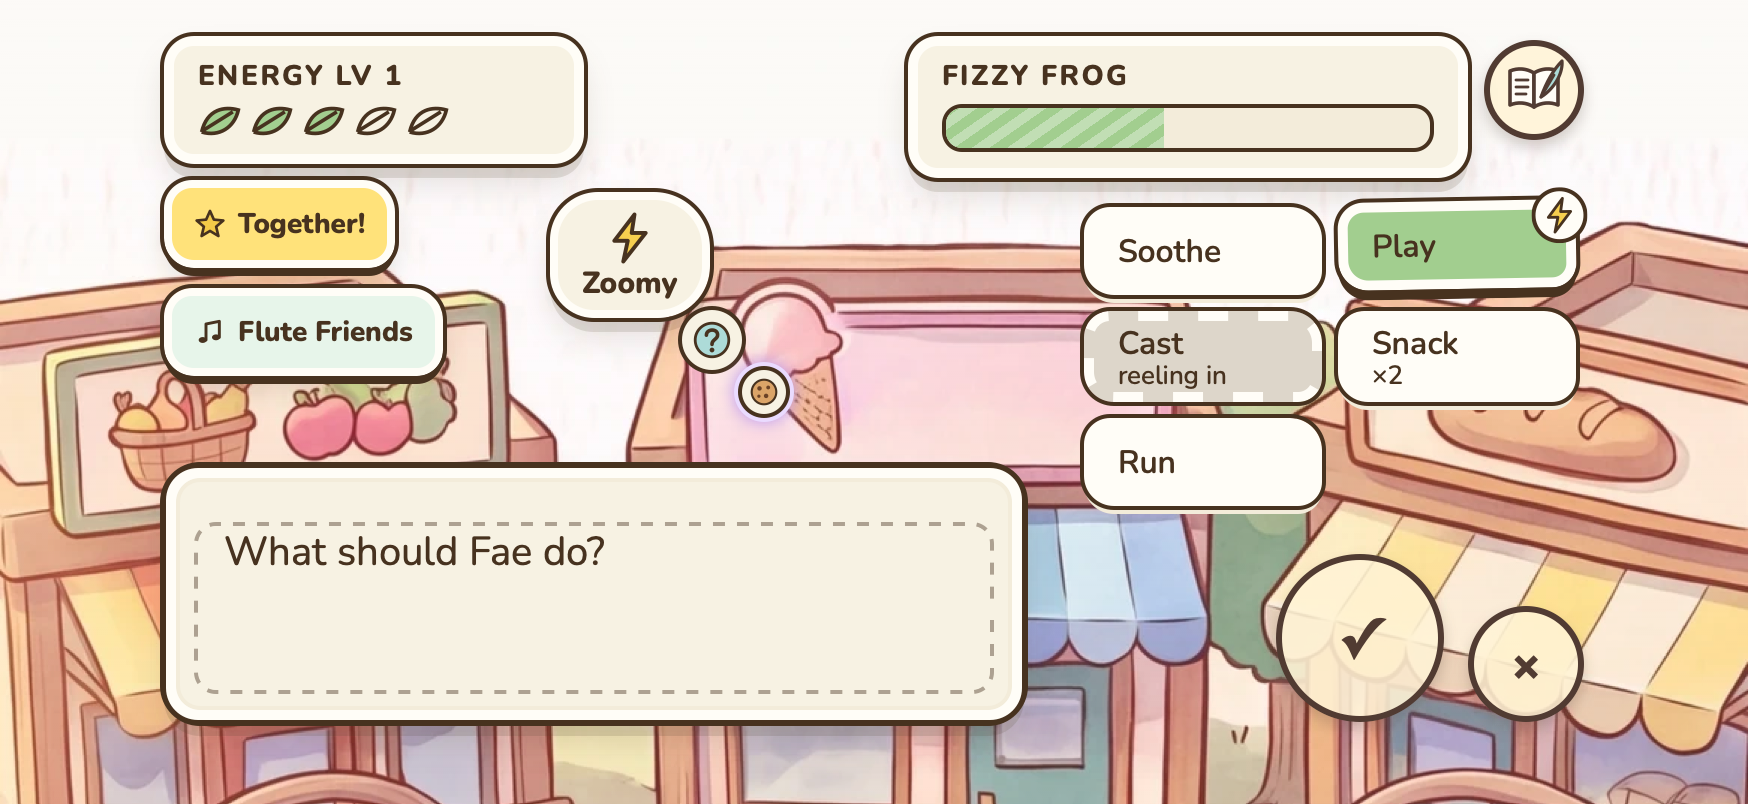 ENERGY LV 1
FIZZY FROG
Together!
Flute Friends
Zoomy
?
Soothe
Play
Cast
reeling in
Snack
×2
Run
What should Fae do?